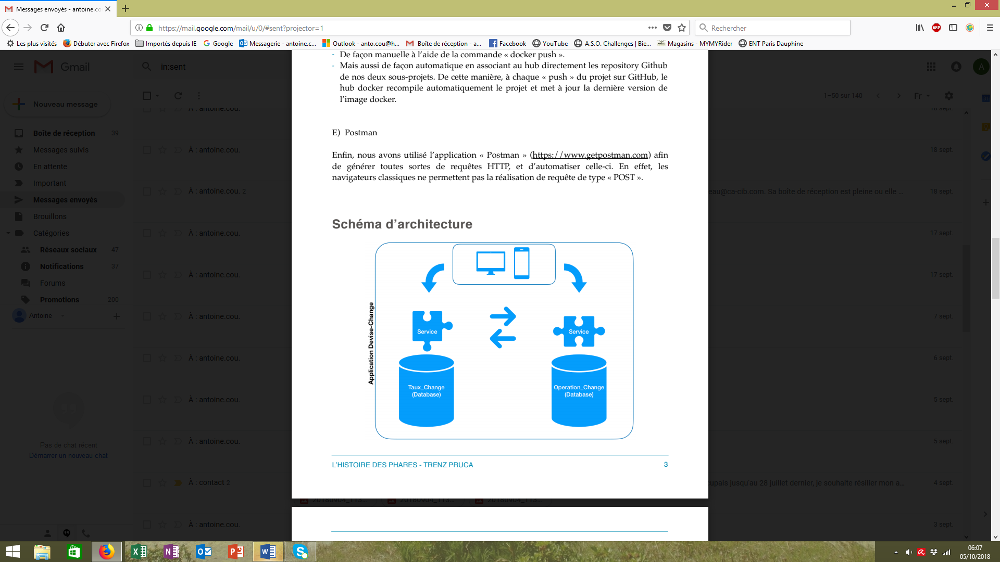 Messages envoyés - antoine.co
https://mail.google.com/mail/u/0/#sent?projector=1
Rechercher
Les plus visités
Débuter avec Firefox
Importés depuis IE
Google
Messagerie - antoine.c...
Outlook - anto.cou@h...
Boîte de réception - a...
Facebook
YouTube
A.S.O. Challenges | Bie...
Magasins - MYMYRider
ENT Paris Dauphine
Gmail
in:sent
A
Nouveau message
1–50 sur 140
Fr
Boîte de réception 39
Messages suivis
En attente
Important
Messages envoyés
Brouillons
Catégories
Réseaux sociaux 47
Notifications 37
Forums
Promotions 200
Antoine
Pas de chat récent
Démarrer un nouveau chat
À : antoine.cou.
À : antoine.cou. 18 sept.
À : antoine.cou. 2 eau@ca-cib.com. Sa boîte de réception est pleine ou elle ... 18 sept.
À : antoine.cou. 17 sept.
À : antoine.cou. 17 sept.
À : antoine.cou. 7 sept.
À : antoine.cou. 6 sept.
À : antoine.cou. 5 sept.
À : antoine.cou. 5 sept.
À : contact 2 cupais jusqu'au 28 juillet dernier, je souhaite résilier mon a... 4 sept.
À : antoine.cou. 3 sept.
- De façon manuelle à l’aide de la commande « docker push ».
- Mais aussi de façon automatique en associant au hub directement les repository Github
de nos deux sous-projets. De cette manière, à chaque « push » du projet sur GitHub, le
hub docker recompile automatiquement le projet et met à jour la dernière version de
l’image docker.
E) Postman
Enfin, nous avons utilisé l’application « Postman » (https://www.getpostman.com) afin
de générer toutes sortes de requêtes HTTP, et d’automatiser celle-ci. En effet, les
navigateurs classiques ne permettent pas la réalisation de requête de type « POST ».
Schéma d’architecture
Application Devise-Change
Service
Service
Taux_Change
(Database)
Operation_Change
(Database)
L’HISTOIRE DES PHARES - TRENZ PRUCA 3
06:07
05/10/2018